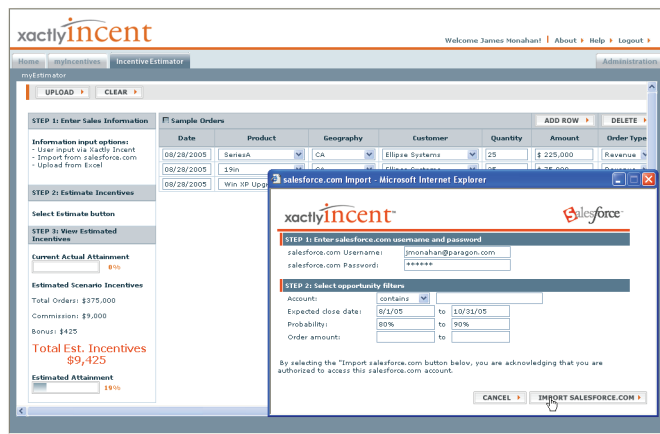 xactlyincent
Welcome James Monahan! | About Help Logout
Home myIncentives Incentive Estimator Administration
myEstimator
UPLOAD CLEAR
STEP 1: Enter Sales Information
Information input options:
- User input via Xactly Incent
- Import from salesforce.com
- Upload from Excel
STEP 2: Estimate Incentives
Select Estimate button
STEP 3: View Estimated
Incentives
Current Actual Attainment
0%
Estimated Scenario Incentives
Total Orders: $375,000
Commission: $9,000
Bonus: $425
Total Est. Incentives
$9,425
Estimated Attainment
19%
Sample Orders ADD ROW DELETE
Date Product Geography Customer Quantity Amount Order Type
08/28/2005 SeriesA CA Ellipse Systems 25 $ 225,000 Revenue
08/28/2005 19in CA Ellipse Systems 25
08/28/2005 Win XP Upg
salesforce.com Import - Microsoft Internet Explorer
xactlyincent™
salesforce™
STEP 1: Enter salesforce.com username and password
salesforce.com Username: jmonahan@paragon.com
salesforce.com Password: ******
STEP 2: Select opportunity filters
Account: contains
Expected close date: 8/1/05 to 10/31/05
Probability: 80% to 90%
Order amount: to
By selecting the "Import salesforce.com button below, you are acknowledging that you are
authorized to access this salesforce.com account.
CANCEL IMPORT SALESFORCE.COM